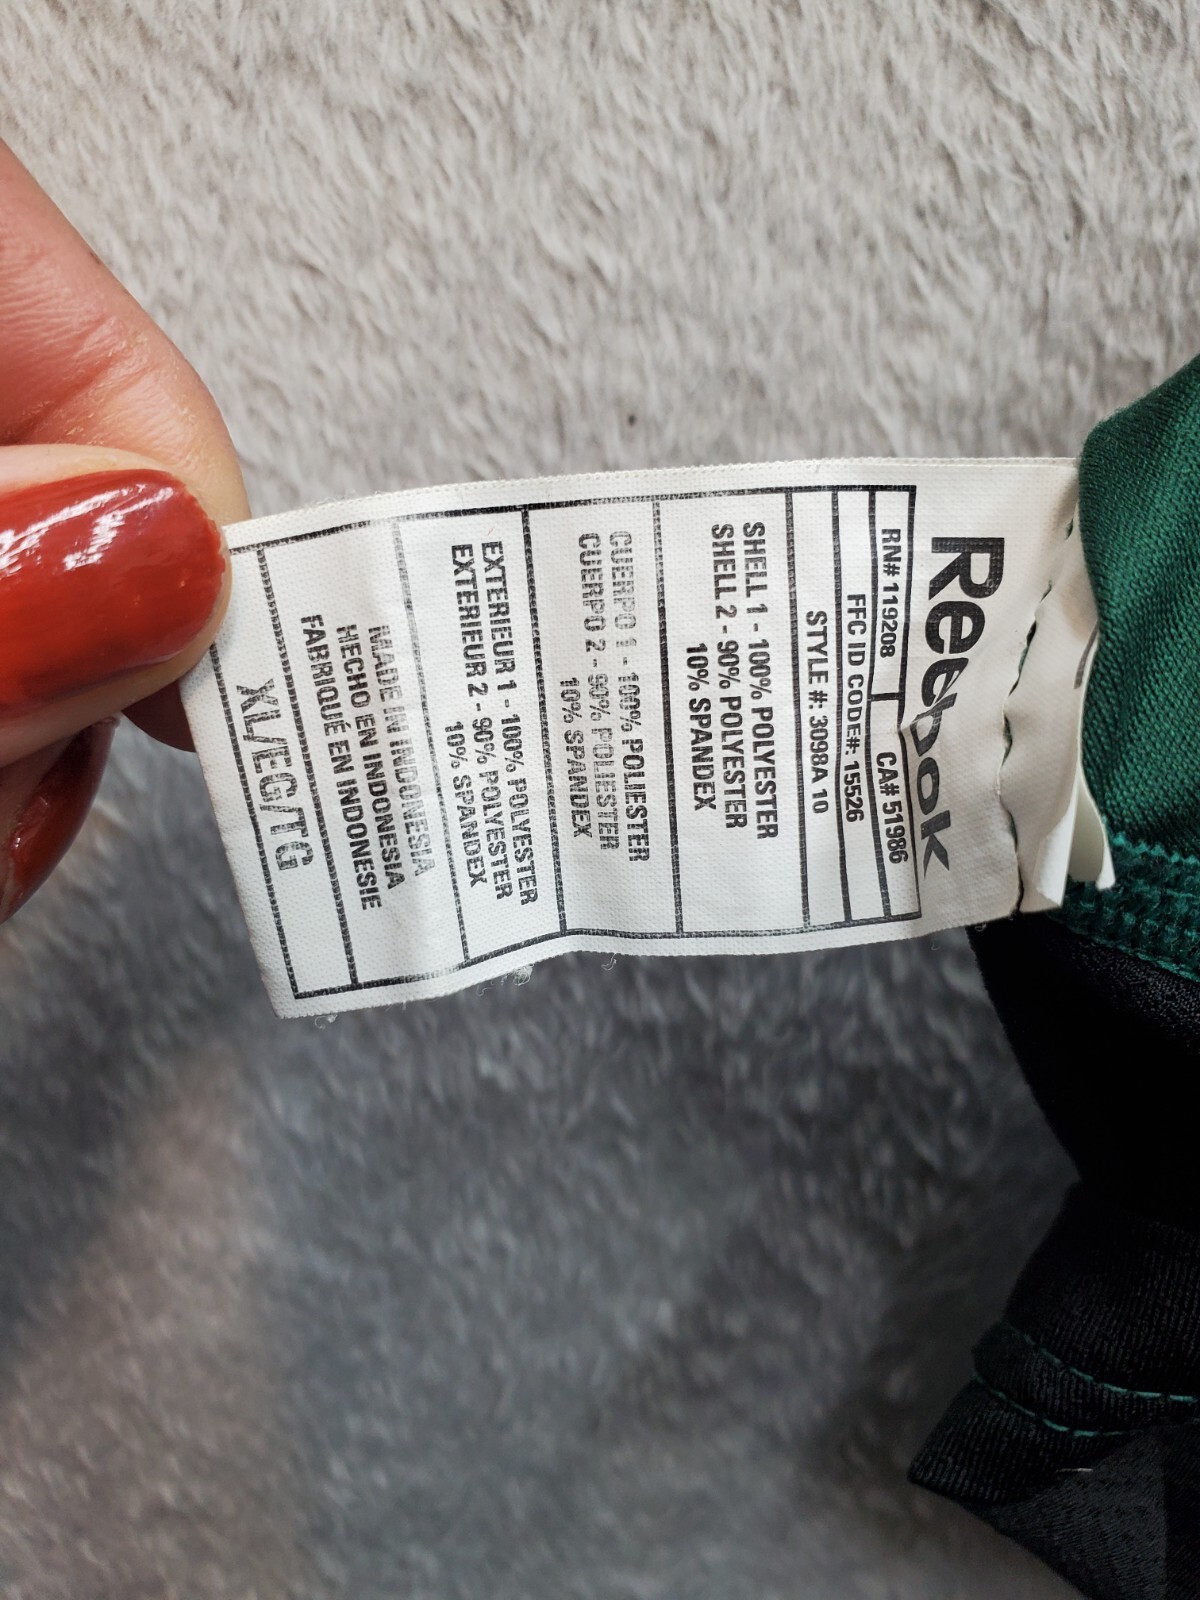 Reebok
RN# 119208 CA# 51986
FFC ID CODE#: 15526
STYLE #: 3098A 10
SHELL 1 - 100% POLYESTER
SHELL 2 - 90% POLYESTER
10% SPANDEX
CUERPO 1 - 100% POLIESTER
CUERPO 2 - 90% POLIESTER
10% SPANDEX
EXTERIEUR 1 - 100% POLYESTER
EXTERIEUR 2 - 90% POLYESTER
10% SPANDEX
MADE IN INDONESIA
HECHO EN INDONESIA
FABRIQUÉ EN INDONESIE
XL/EG/TG